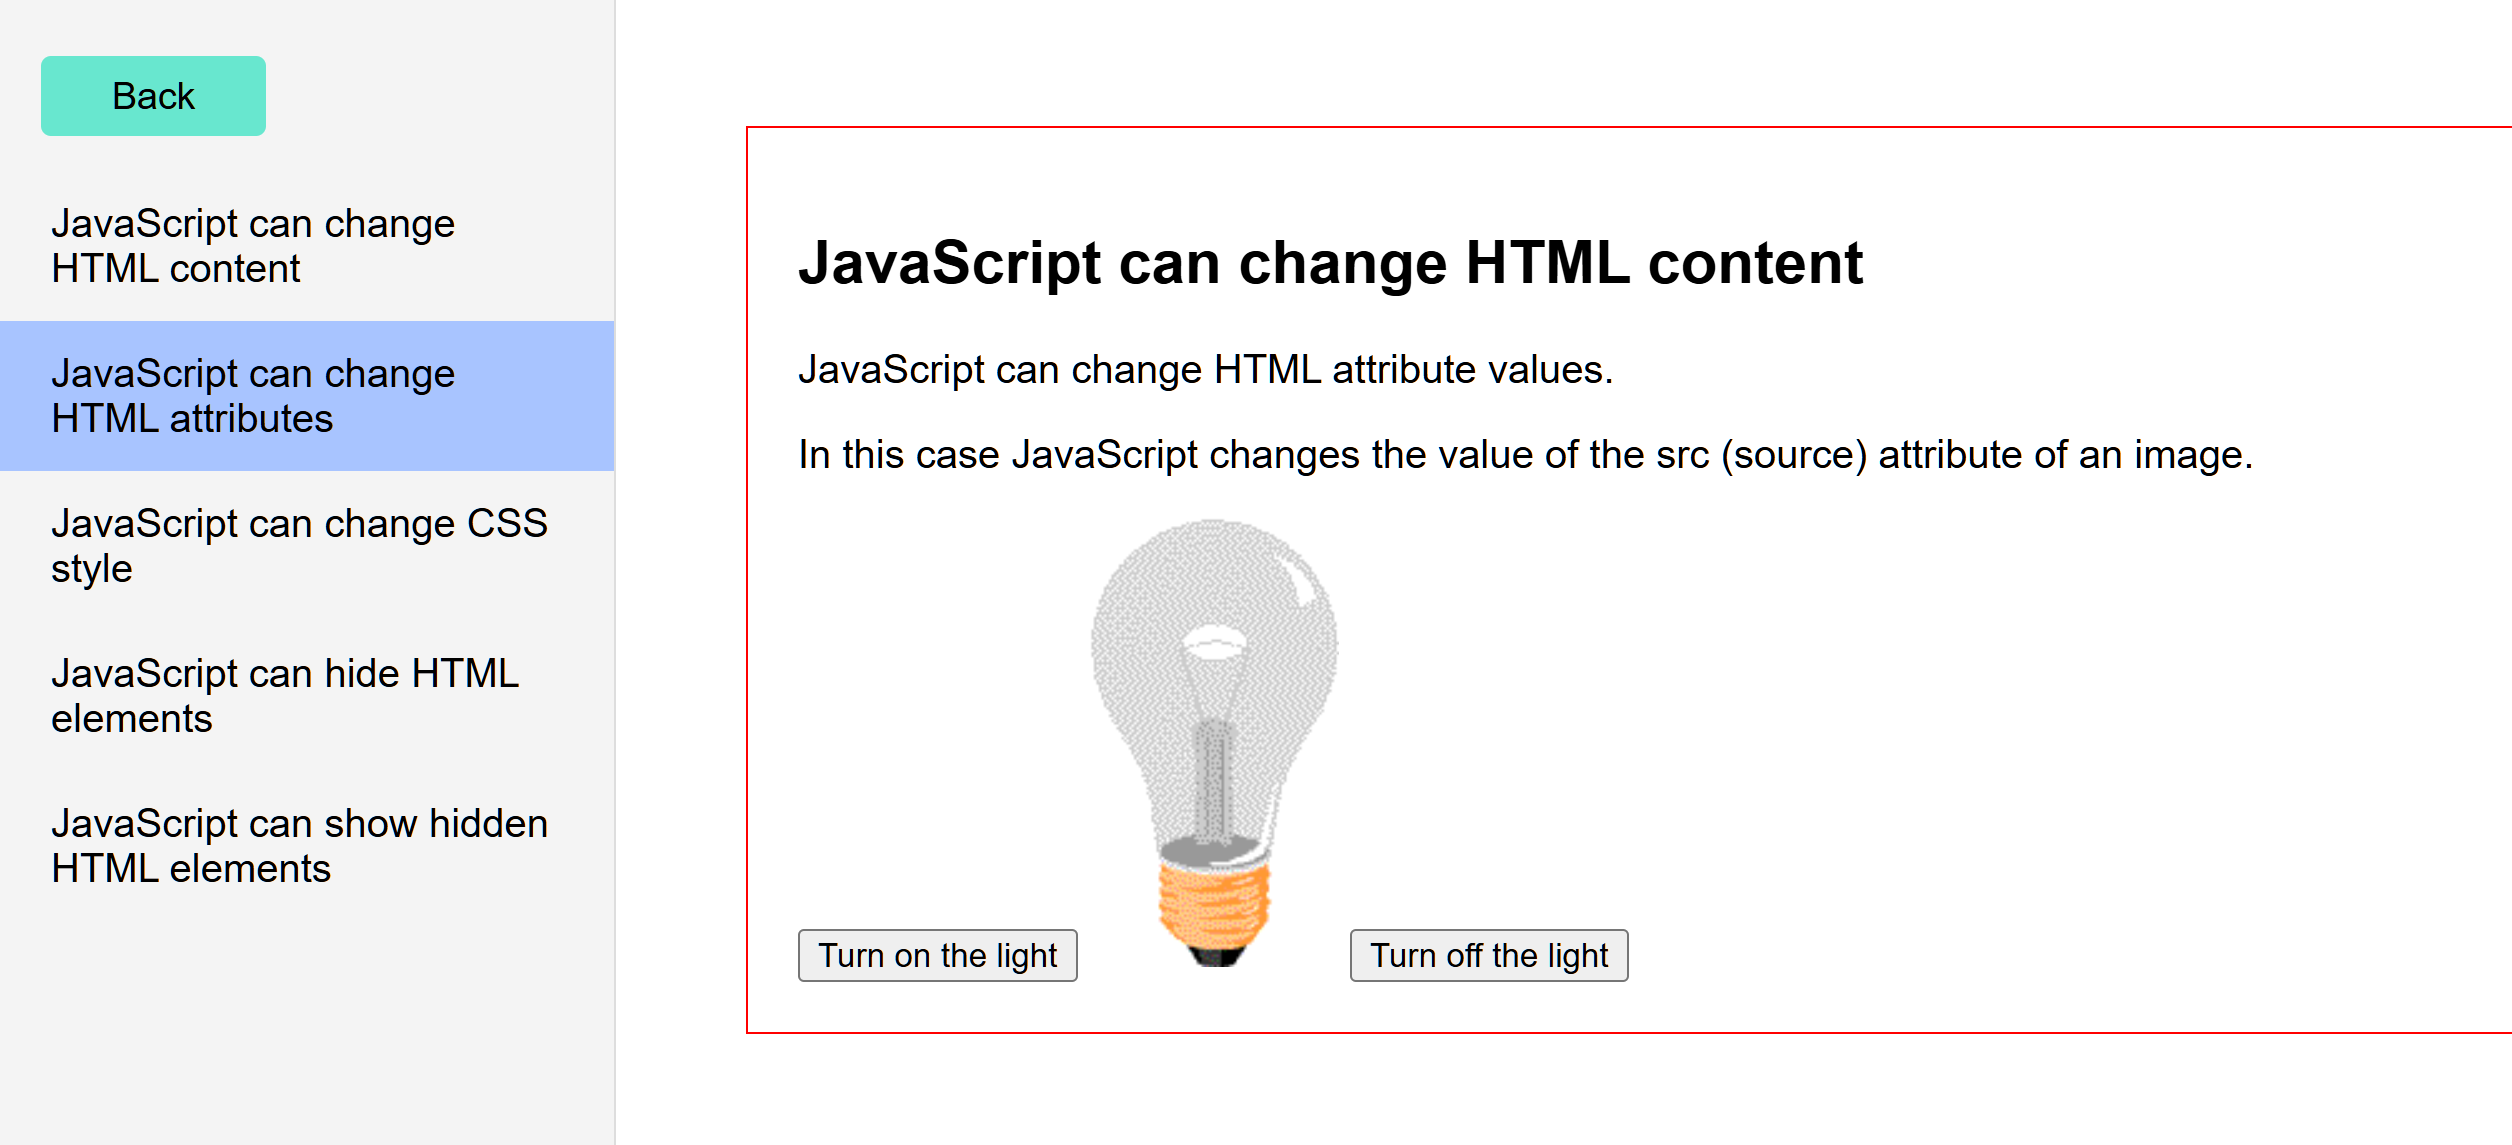 Back
JavaScript can change
HTML content
JavaScript can change
HTML attributes
JavaScript can change CSS
style
JavaScript can hide HTML
elements
JavaScript can show hidden
HTML elements
JavaScript can change HTML content
JavaScript can change HTML attribute values.
In this case JavaScript changes the value of the src (source) attribute of an image.
Turn on the light
Turn off the light